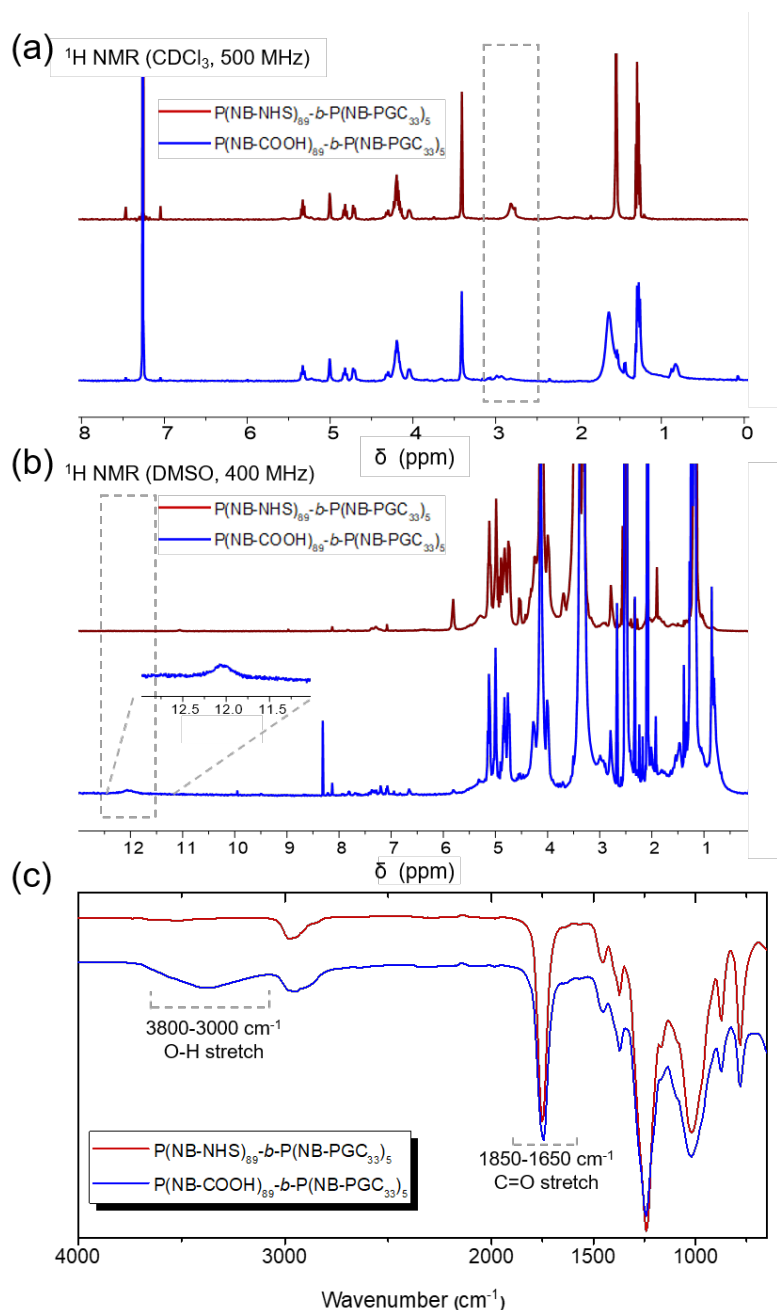 (a)
¹H NMR (CDCl₃, 500 MHz)
P(NB-NHS)₈₉-b-P(NB-PGC₃₃)₅
P(NB-COOH)₈₉-b-P(NB-PGC₃₃)₅
8 7 6 5 4 3 2 1 0
δ (ppm)
(b)
¹H NMR (DMSO, 400 MHz)
P(NB-NHS)₈₉-b-P(NB-PGC₃₃)₅
P(NB-COOH)₈₉-b-P(NB-PGC₃₃)₅
12.5 12.0 11.5
12 11 10 9 8 7 6 5 4 3 2 1
δ (ppm)
(c)
3800-3000 cm⁻¹
O-H stretch
P(NB-NHS)₈₉-b-P(NB-PGC₃₃)₅
P(NB-COOH)₈₉-b-P(NB-PGC₃₃)₅
1850-1650 cm⁻¹
C=O stretch
4000 3000 2000 1500 1000
Wavenumber (cm⁻¹)